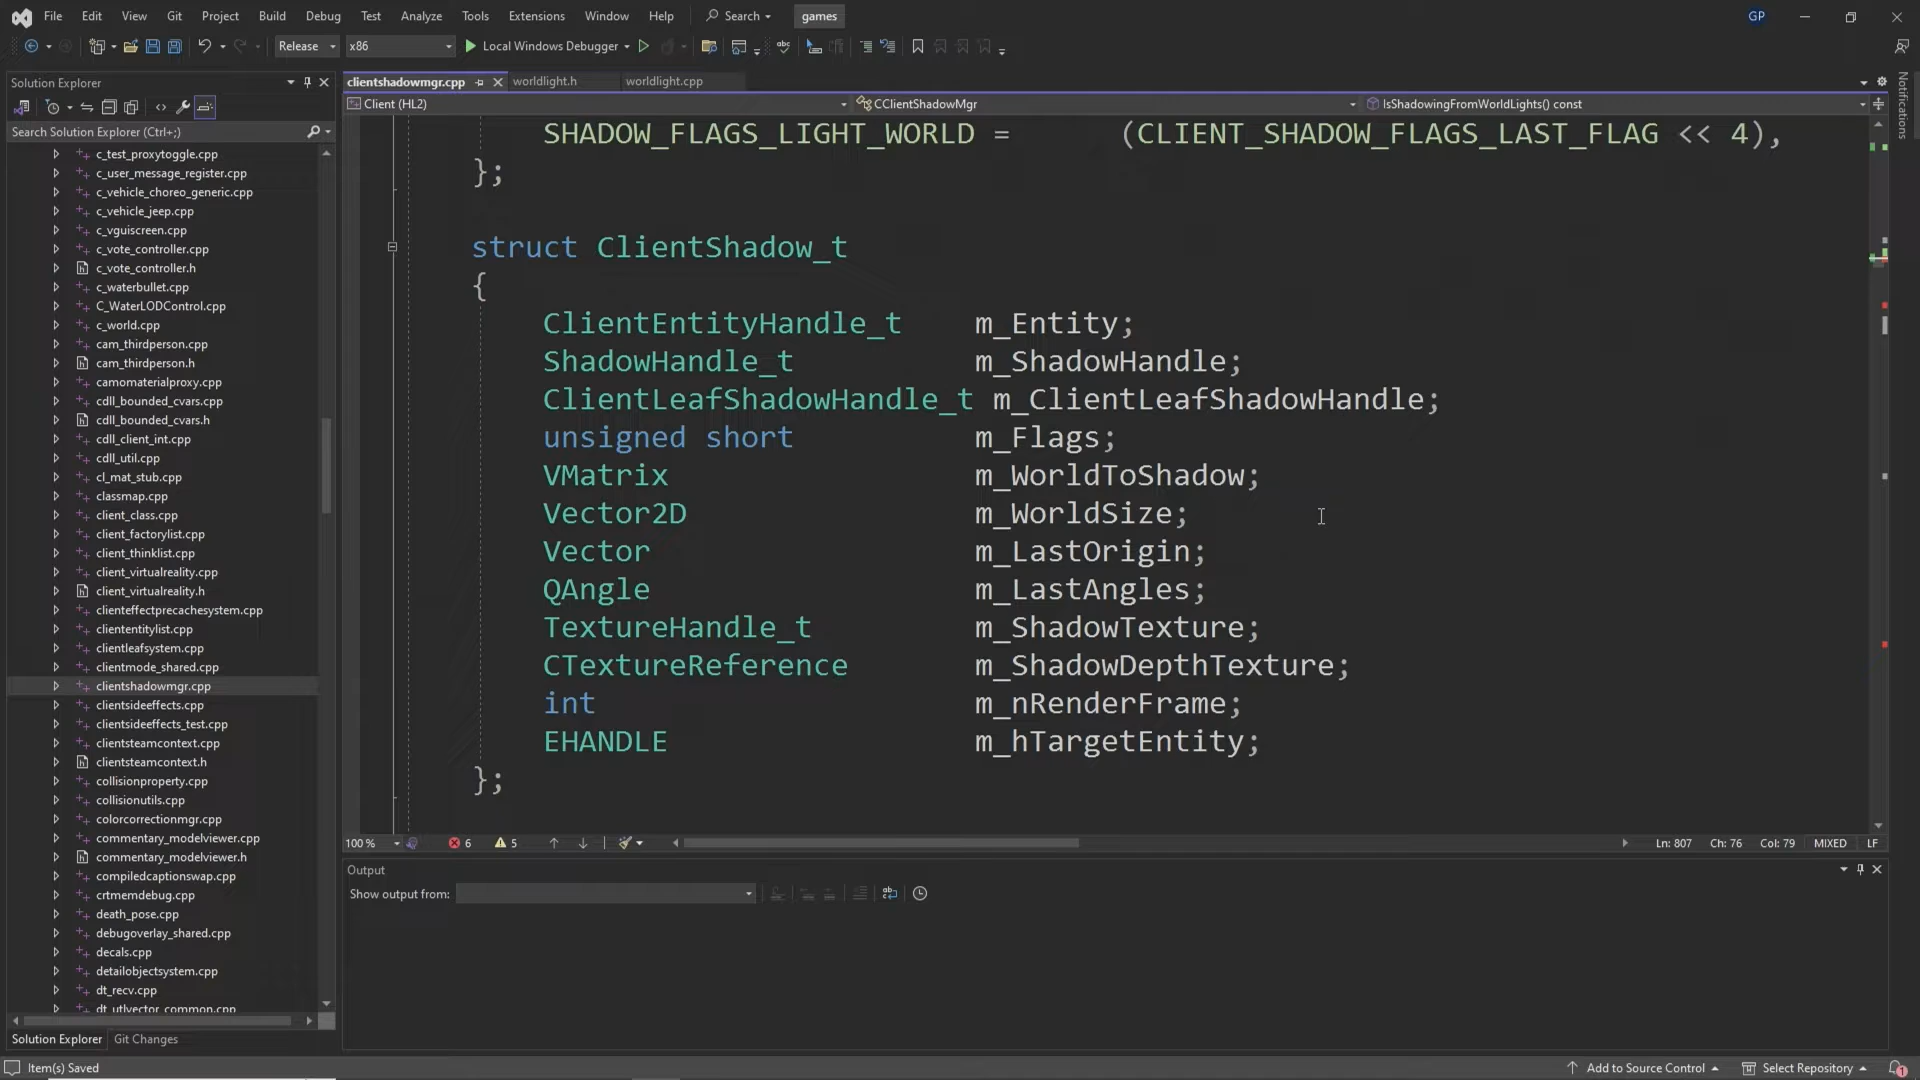 File Edit View Git Project Build Debug Test Analyze Tools Extensions Window Help Search games GP
Release x86 Local Windows Debugger
Solution Explorer
clientshadowmgr.cpp worldlight.h worldlight.cpp
Client (HL2) CClientShadowMgr IsShadowingFromWorldLights() const
Search Solution Explorer (Ctrl+;)
c_test_proxytoggle.cpp
c_user_message_register.cpp
c_vehicle_choreo_generic.cpp
c_vehicle_jeep.cpp
c_vguiscreen.cpp
c_vote_controller.cpp
c_vote_controller.h
c_waterbullet.cpp
C_WaterLODControl.cpp
c_world.cpp
cam_thirdperson.cpp
cam_thirdperson.h
camomaterialproxy.cpp
cdll_bounded_cvars.cpp
cdll_bounded_cvars.h
cdll_client_int.cpp
cdll_util.cpp
cl_mat_stub.cpp
classmap.cpp
client_class.cpp
client_factorylist.cpp
client_thinklist.cpp
client_virtualreality.cpp
client_virtualreality.h
clienteffectprecachesystem.cpp
cliententitylist.cpp
clientleafsystem.cpp
clientmode_shared.cpp
clientshadowmgr.cpp
clientsideeffects.cpp
clientsideeffects_test.cpp
clientsteamcontext.cpp
clientsteamcontext.h
collisionproperty.cpp
collisionutils.cpp
colorcorrectionmgr.cpp
commentary_modelviewer.cpp
commentary_modelviewer.h
compiledcaptionswap.cpp
crtmemdebug.cpp
death_pose.cpp
debugoverlay_shared.cpp
decals.cpp
detailobjectsystem.cpp
dt_recv.cpp
dt_utlvector_common.cpp
Solution Explorer Git Changes
SHADOW_FLAGS_LIGHT_WORLD = (CLIENT_SHADOW_FLAGS_LAST_FLAG << 4),
};
struct ClientShadow_t
{
ClientEntityHandle_t m_Entity;
ShadowHandle_t m_ShadowHandle;
ClientLeafShadowHandle_t m_ClientLeafShadowHandle;
unsigned short m_Flags;
VMatrix m_WorldToShadow;
Vector2D m_WorldSize;
Vector m_LastOrigin;
QAngle m_LastAngles;
TextureHandle_t m_ShadowTexture;
CTextureReference m_ShadowDepthTexture;
int m_nRenderFrame;
EHANDLE m_hTargetEntity;
};
100 % 6 5 Ln: 807 Ch: 76 Col: 79 MIXED LF
Output
Show output from:
Notifications
Item(s) Saved Add to Source Control Select Repository 1